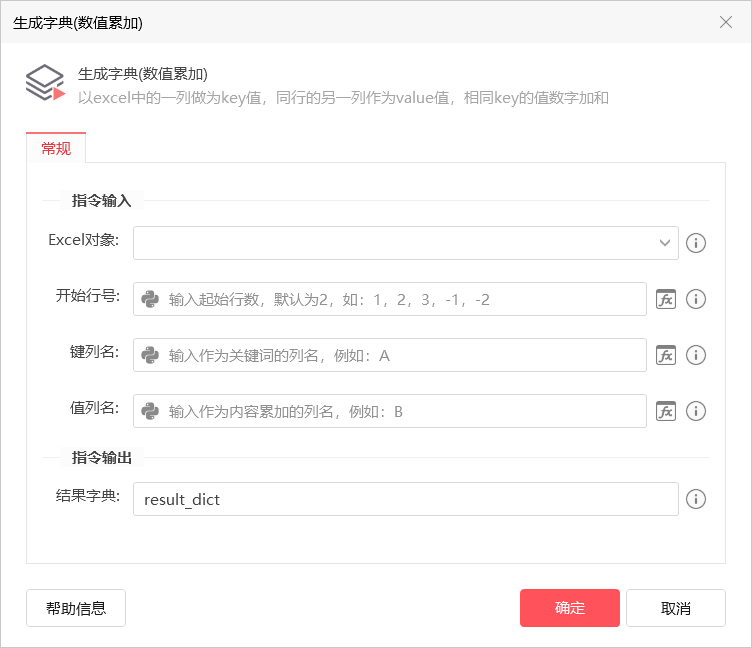 生成字典(数值累加)
生成字典(数值累加)
以excel中的一列做为key值，同行的另一列作为value值，相同key的值数字加和
常规
指令输入
Excel对象:
开始行号: 输入起始行数，默认为2，如：1，2，3，-1，-2
键列名: 输入作为关键词的列名，例如：A
值列名: 输入作为内容累加的列名，例如：B
指令输出
结果字典: result_dict
帮助信息 确定 取消